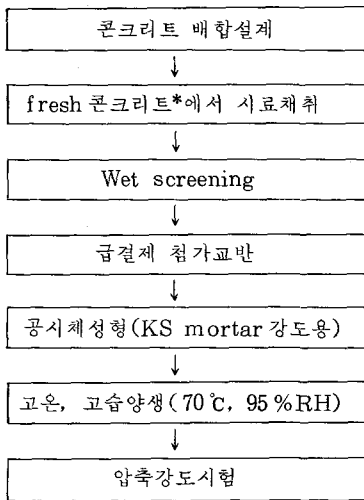 콘크리트 배합설계
fresh 콘크리트*에서 시료채취
Wet screening
급결제 첨가교반
공시체성형(KS mortar 강도용)
고온, 고습양생(70℃, 95%RH)
압축강도시험